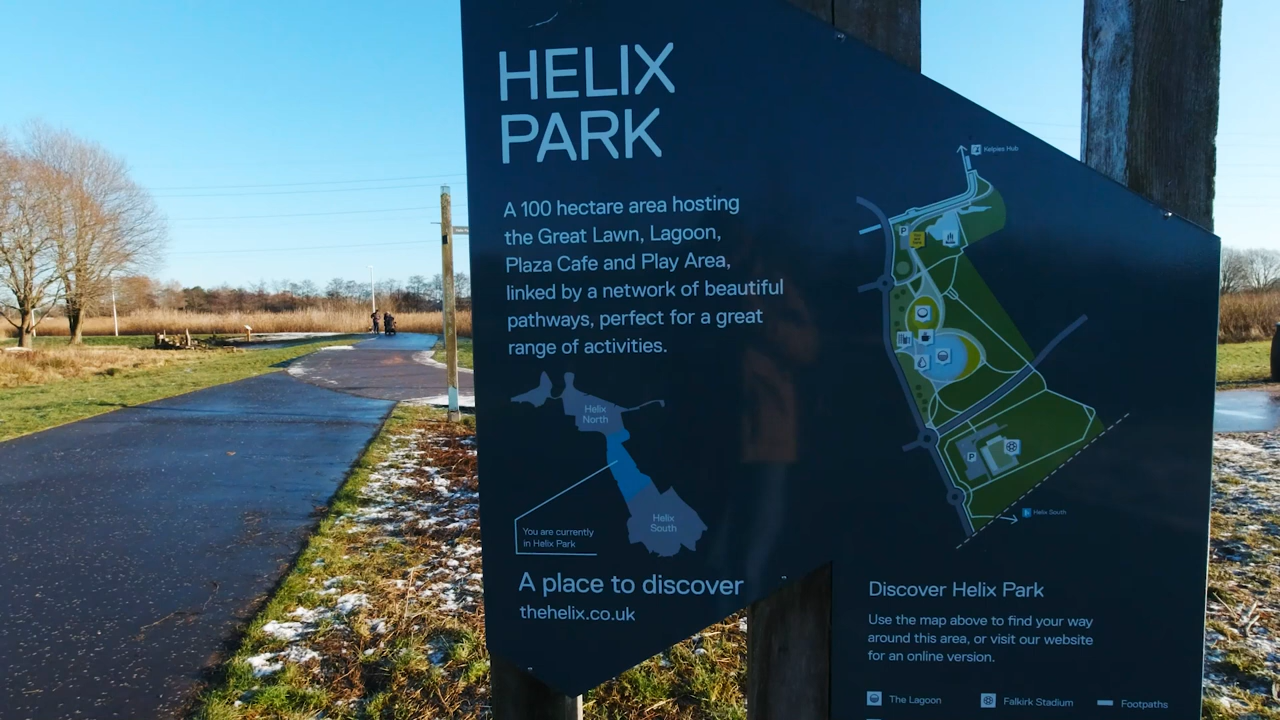 HELIX
PARK
A 100 hectare area hosting
the Great Lawn, Lagoon,
Plaza Cafe and Play Area,
linked by a network of beautiful
pathways, perfect for a great
range of activities.
Helix
North
Helix
South
You are currently
in Helix Park
A place to discover
thehelix.co.uk
Kelpies Hub
P
P
Helix South
Discover Helix Park
Use the map above to find your way
around this area, or visit our website
for an online version.
The Lagoon
Falkirk Stadium
Footpaths